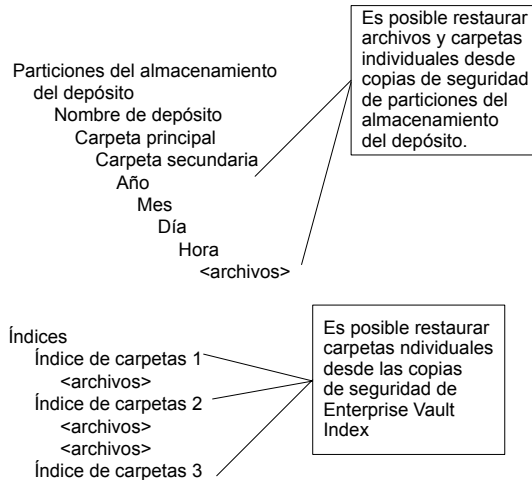 Es posible restaurar
archivos y carpetas
individuales desde
copias de seguridad
de particiones del
almacenamiento
del depósito.
Particiones del almacenamiento
del depósito
Nombre de depósito
Carpeta principal
Carpeta secundaria
Año
Mes
Día
Hora
<archivos>
Índices
Índice de carpetas 1
<archivos>
Índice de carpetas 2
<archivos>
<archivos>
Índice de carpetas 3
Es posible restaurar
carpetas ndividuales
desde las copias
de seguridad de
Enterprise Vault
Index